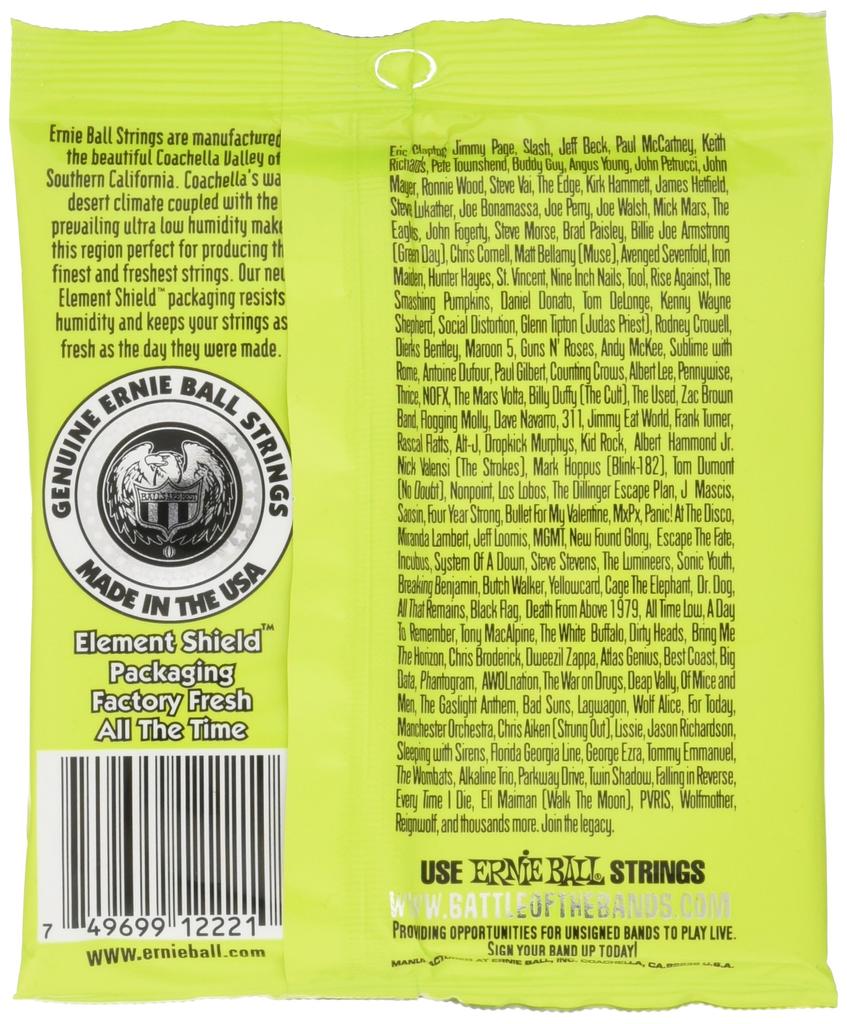 Ernie Ball Strings are manufactured
the beautiful Coachella Valley of
Southern California. Coachella's wa
desert climate coupled with the
prevailing ultra low humidity make
this region perfect for producing th
finest and freshest strings. Our new
Element Shield™ packaging resists
humidity and keeps your strings as
fresh as the day they were made.
GENUINE ERNIE BALL STRINGS
BALLS ARE BEST
MADE IN THE USA
Element Shield™
Packaging
Factory Fresh
All The Time
7 49699 12221
www.ernieball.com
Eric Clapton, Jimmy Page, Slash, Jeff Beck, Paul McCartney, Keith
Richards, Pete Townshend, Buddy Guy, Angus Young, John Petrucci, John
Mayer, Ronnie Wood, Steve Vai, The Edge, Kirk Hammett, James Hetfield,
Steve Lukather, Joe Bonamassa, Joe Perry, Joe Walsh, Mick Mars, The
Eagles, John Fogerty, Steve Morse, Brad Paisley, Billie Joe Armstrong
(Green Day), Chris Cornell, Matt Bellamy (Muse), Avenged Sevenfold, Iron
Maiden, Hunter Hayes, St. Vincent, Nine Inch Nails, Tool, Rise Against, The
Smashing Pumpkins, Daniel Donato, Tom DeLonge, Kenny Wayne
Shepherd, Social Distortion, Glenn Tipton (Judas Priest), Rodney Crowell,
Dierks Bentley, Maroon 5, Guns N' Roses, Andy McKee, Sublime with
Rome, Antoine Dufour, Paul Gilbert, Counting Crows, Albert Lee, Pennywise,
Thrice, NOFX, The Mars Volta, Billy Duffy (The Cult), The Used, Zac Brown
Band, Flogging Molly, Dave Navarro, 311, Jimmy Eat World, Frank Turner,
Rascal Flatts, Alt-J, Dropkick Murphys, Kid Rock, Albert Hammond Jr.
Nick Valensi (The Strokes), Mark Hoppus (Blink-182), Tom Dumont
(No Doubt), Nonpoint, Los Lobos, The Dillinger Escape Plan, J Mascis,
Saosin, Four Year Strong, Bullet For My Valentine, MxPx, Panic! At The Disco,
Miranda Lambert, Jeff Loomis, MGMT, New Found Glory, Escape The Fate,
Incubus, System Of A Down, Steve Stevens, The Lumineers, Sonic Youth,
Breaking Benjamin, Butch Walker, Yellowcard, Cage The Elephant, Dr. Dog,
All That Remains, Black Flag, Death From Above 1979, All Time Low, A Day
To Remember, Tony MacAlpine, The White Buffalo, Dirty Heads, Bring Me
The Horizon, Chris Broderick, Dweezil Zappa, Atlas Genius, Best Coast, Big
Data, Phantogram, AWOLnation, The War on Drugs, Deap Vally, Of Mice and
Men, The Gaslight Anthem, Bad Suns, Lagwagon, Wolf Alice, For Today,
Manchester Orchestra, Chris Aiken (Strung Out), Lissie, Jason Richardson,
Sleeping with Sirens, Florida Georgia Line, George Ezra, Tommy Emmanuel,
The Wombats, Alkaline Trio, Parkway Drive, Twin Shadow, Falling in Reverse,
Every Time I Die, Eli Maiman (Walk The Moon), PVRIS, Wolfmother,
Reignwolf, and thousands more. Join the legacy.
USE ERNIE BALL® STRINGS
WWW.BATTLEOFTHEBANDS.COM
PROVIDING OPPORTUNITIES FOR UNSIGNED BANDS TO PLAY LIVE.
SIGN YOUR BAND UP TODAY!
AT ERNIE BALL, INC. COACHELLA, CA. U.S.A.